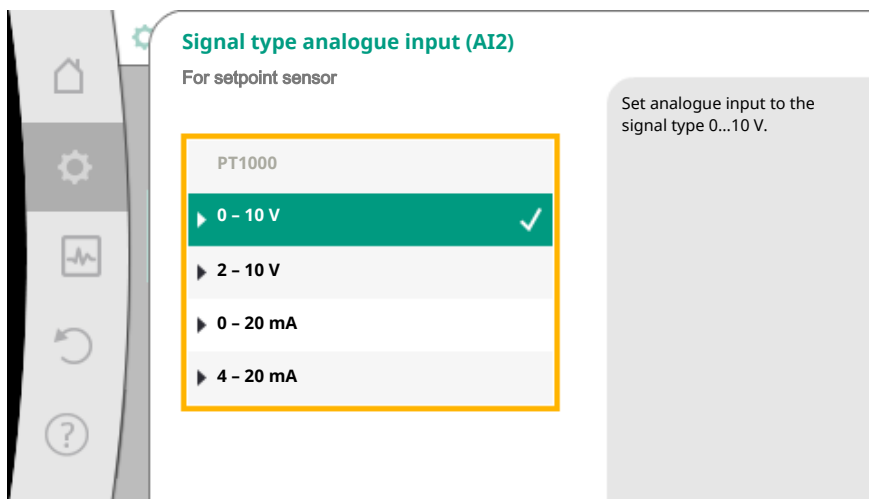 Signal type analogue input (AI2)
For setpoint sensor
PT1000
0 – 10 V
2 – 10 V
0 – 20 mA
4 – 20 mA
Set analogue input to the
signal type 0...10 V.
?